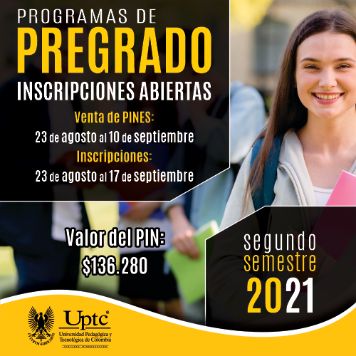 PROGRAMAS DE
PREGRADO
INSCRIPCIONES ABIERTAS
Venta de PINES:
23 de agosto al 10 de septiembre
Inscripciones:
23 de agosto al 17 de septiembre
Valor del PIN:
$136.280
segundo
semestre
2021
Uptc
Universidad Pedagógica y
Tecnológica de Colombia